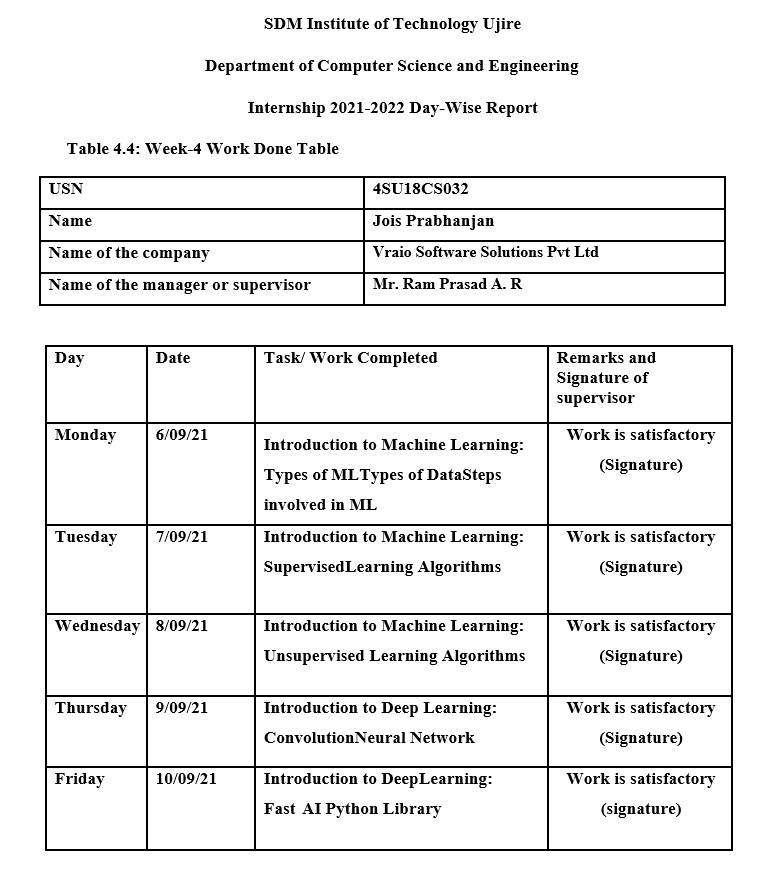 SDM Institute of Technology Ujire
Department of Computer Science and Engineering
Internship 2021-2022 Day-Wise Report
Table 4.4: Week-4 Work Done Table
USN 4SU18CS032
Name Jois Prabhanjan
Name of the company Vraio Software Solutions Pvt Ltd
Name of the manager or supervisor Mr. Ram Prasad A. R
Day Date Task/ Work Completed Remarks and
Signature of
supervisor
Monday 6/09/21 Work is satisfactory
Introduction to Machine Learning:
(Signature)
Types of MLTypes of DataSteps
involved in ML
Tuesday 7/09/21 Introduction to Machine Learning: Work is satisfactory
SupervisedLearning Algorithms (Signature)
Wednesday 8/09/21 Introduction to Machine Learning: Work is satisfactory
Unsupervised Learning Algorithms (Signature)
Thursday 9/09/21 Introduction to Deep Learning: Work is satisfactory
ConvolutionNeural Network (Signature)
Friday 10/09/21 Introduction to DeepLearning: Work is satisfactory
Fast AI Python Library (signature)